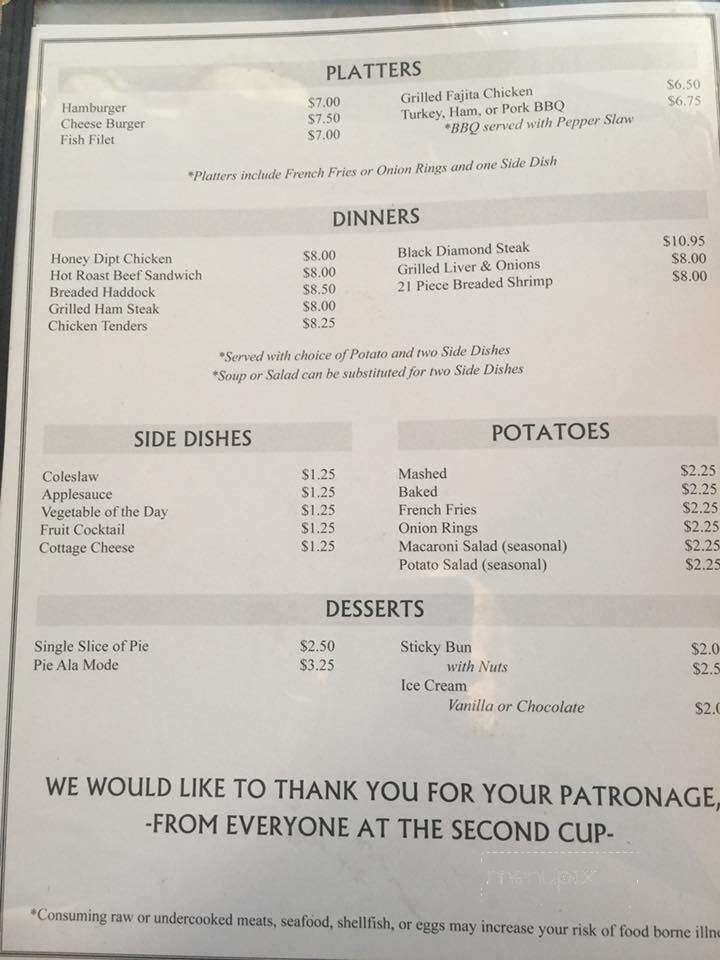 PLATTERS
Hamburger $7.00
Cheese Burger $7.50
Fish Filet $7.00
Grilled Fajita Chicken $6.50
Turkey, Ham, or Pork BBQ $6.75
*BBQ served with Pepper Slaw
*Platters include French Fries or Onion Rings and one Side Dish
DINNERS
Honey Dipt Chicken $8.00
Hot Roast Beef Sandwich $8.00
Breaded Haddock $8.50
Grilled Ham Steak $8.00
Chicken Tenders $8.25
Black Diamond Steak $10.95
Grilled Liver & Onions $8.00
21 Piece Breaded Shrimp $8.00
*Served with choice of Potato and two Side Dishes
*Soup or Salad can be substituted for two Side Dishes
SIDE DISHES
Coleslaw $1.25
Applesauce $1.25
Vegetable of the Day $1.25
Fruit Cocktail $1.25
Cottage Cheese $1.25
POTATOES
Mashed $2.25
Baked $2.25
French Fries $2.25
Onion Rings $2.25
Macaroni Salad (seasonal) $2.25
Potato Salad (seasonal) $2.25
DESSERTS
Single Slice of Pie $2.50
Pie Ala Mode $3.25
Sticky Bun $2.0
with Nuts $2.5
Ice Cream
Vanilla or Chocolate $2.0
WE WOULD LIKE TO THANK YOU FOR YOUR PATRONAGE,
-FROM EVERYONE AT THE SECOND CUP-
menupix
*Consuming raw or undercooked meats, seafood, shellfish, or eggs may increase your risk of food borne illne